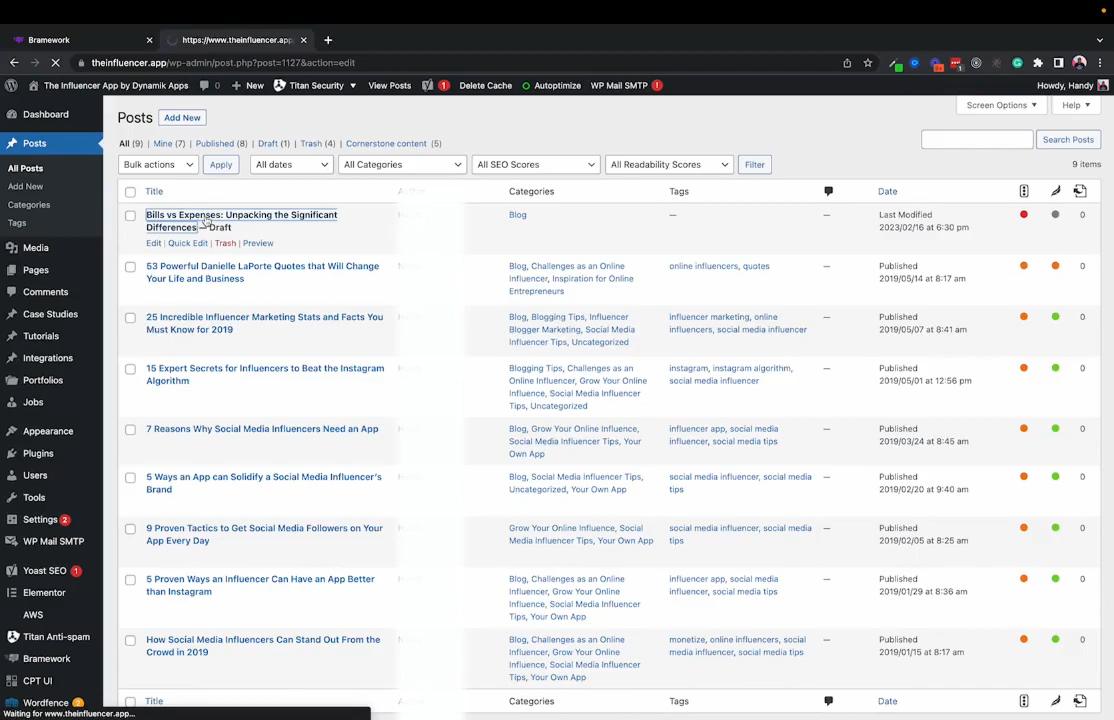 Bramework
https://www.theinfluencer.app
theinfluencer.app/wp-admin/post.php?post=1127&action=edit
The Influencer App by Dynamik Apps 0 + New Titan Security View Posts 1 Delete Cache Autoptimize WP Mail SMTP 1 Howdy, Handy
Dashboard
Posts
All Posts
Add New
Categories
Tags
Media
Pages
Comments
Case Studies
Tutorials
Integrations
Portfolios
Jobs
Appearance
Plugins
Users
Tools
Settings 2
WP Mail SMTP
Yoast SEO 1
Elementor
AWS
Titan Anti-spam
Bramework
CPT UI
Wordfence 2
Waiting for www.theinfluencer.app...
Screen Options Help
Posts Add New
All (9) | Mine (7) | Published (8) | Draft (1) | Trash (4) | Cornerstone content (5)
Search Posts
Bulk actions Apply All dates All Categories All SEO Scores All Readability Scores Filter 9 items
Title Categories Tags Date
Bills vs Expenses: Unpacking the Significant
Differences — Draft
Edit | Quick Edit | Trash | Preview
Blog
—
—
Last Modified
2023/02/16 at 6:30 pm
0
53 Powerful Danielle LaPorte Quotes that Will Change
Your Life and Business
Blog, Challenges as an Online
Influencer, Inspiration for Online
Entrepreneurs
online influencers, quotes
—
Published
2019/05/14 at 8:17 am
0
25 Incredible Influencer Marketing Stats and Facts You
Must Know for 2019
Blog, Blogging Tips, Influencer
Blogger Marketing, Social Media
Influencer Tips, Uncategorized
influencer marketing, online
influencers, social media influencer
—
Published
2019/05/07 at 8:41 am
0
15 Expert Secrets for Influencers to Beat the Instagram
Algorithm
Blogging Tips, Challenges as an
Online Influencer, Grow Your Online
Influence, Social Media Influencer
Tips, Uncategorized
instagram, instagram algorithm,
social media influencer
—
Published
2019/05/01 at 12:56 pm
0
7 Reasons Why Social Media Influencers Need an App
Blog, Grow Your Online Influence,
Social Media Influencer Tips, Your
Own App
influencer app, social media
influencer, social media tips
—
Published
2019/03/24 at 8:45 am
0
5 Ways an App can Solidify a Social Media Influencer's
Brand
Blog, Social Media Influencer Tips,
Uncategorized, Your Own App
social media influencer, social media
tips
—
Published
2019/02/20 at 9:40 am
0
9 Proven Tactics to Get Social Media Followers on Your
App Every Day
Grow Your Online Influence, Social
Media Influencer Tips, Your Own App
social media influencer, social media
tips
—
Published
2019/02/05 at 8:25 am
0
5 Proven Ways an Influencer Can Have an App Better
than Instagram
Blog, Challenges as an Online
Influencer, Grow Your Online
Influence, Social Media Influencer
Tips, Your Own App
influencer app, social media
influencer, social media tips
—
Published
2019/01/29 at 8:36 am
0
How Social Media Influencers Can Stand Out From the
Crowd in 2019
Blog, Challenges as an Online
Influencer, Grow Your Online
Influence, Social Media Influencer
Tips, Your Own App
monetize, online influencers, social
media influencer, social media tips
—
Published
2019/01/15 at 8:17 am
0
Title Categories Tags Date